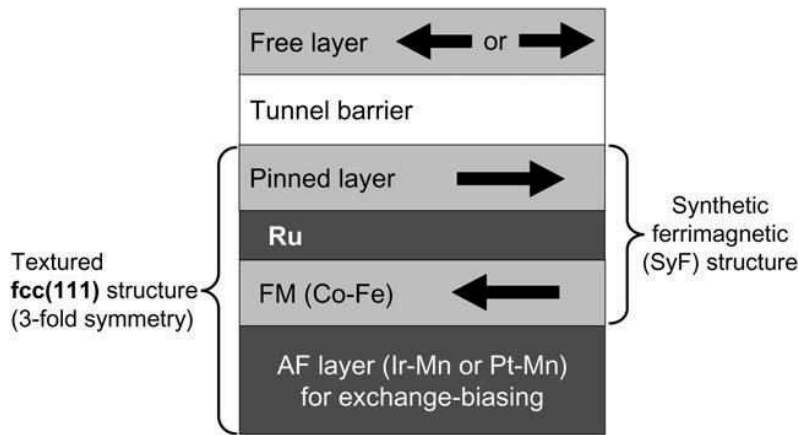 Free layer
or
Tunnel barrier
Pinned layer
Ru
FM (Co-Fe)
AF layer (Ir-Mn or Pt-Mn)
for exchange-biasing
Textured
fcc(111) structure
(3-fold symmetry)
Synthetic
ferrimagnetic
(SyF) structure